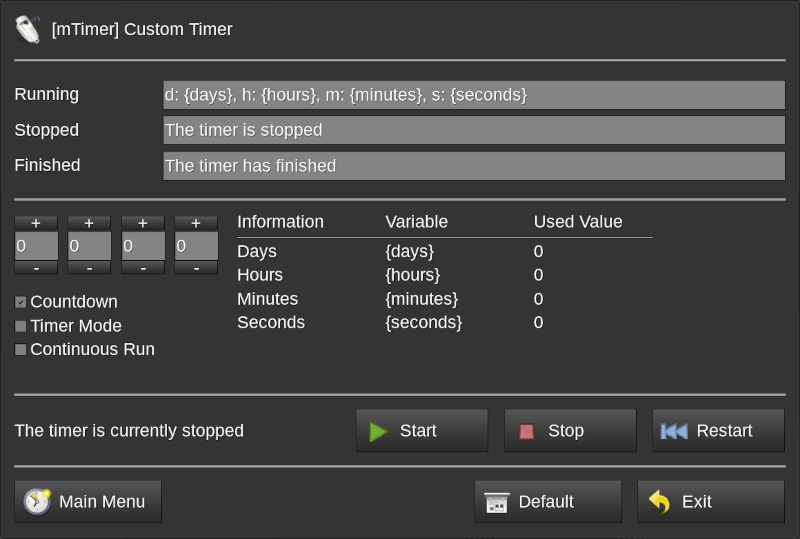 [mTimer] Custom Timer
Running d: {days}, h: {hours}, m: {minutes}, s: {seconds}
Stopped The timer is stopped
Finished The timer has finished
+ + + +
0 0 0 0
- - - -
Countdown
Timer Mode
Continuous Run
Information Variable Used Value
Days {days} 0
Hours {hours} 0
Minutes {minutes} 0
Seconds {seconds} 0
The timer is currently stopped Start Stop Restart
Main Menu Default Exit